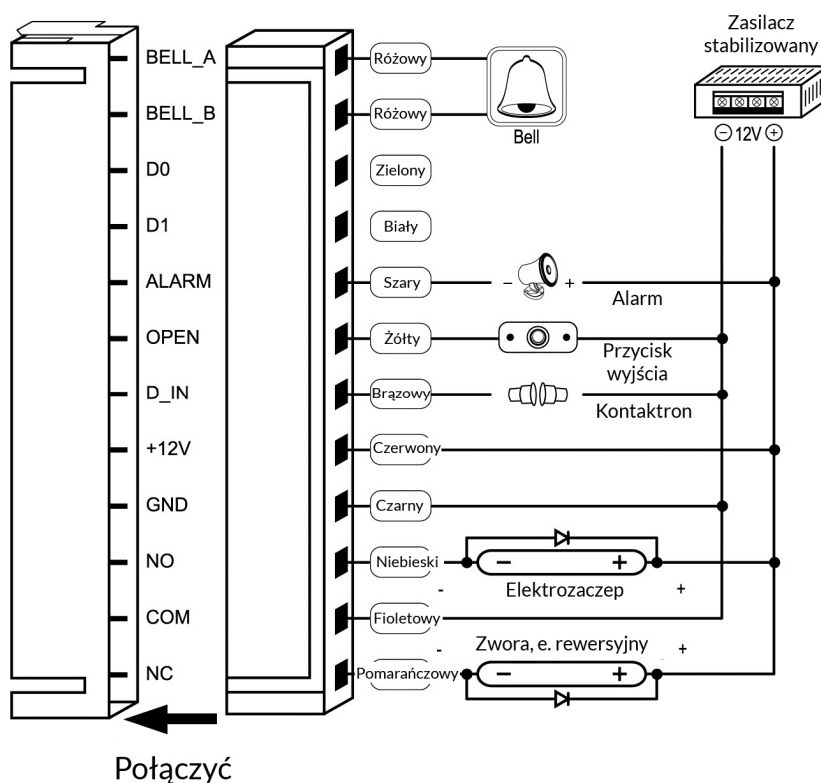 Zasilacz
stabilizowany
BELL_A
Różowy
BELL_B
Różowy
Bell
− 12V +
D0
Zielony
D1
Biały
ALARM
Szary
− +
Alarm
OPEN
Żółty
Przycisk
wyjścia
D_IN
Brązowy
Kontaktron
+12V
Czerwony
GND
Czarny
NO
Niebieski
− +
- Elektrozaczep +
COM
Fioletowy
- Zwora, e. rewersyjny +
NC
Pomarańczowy
− +
Połączyć